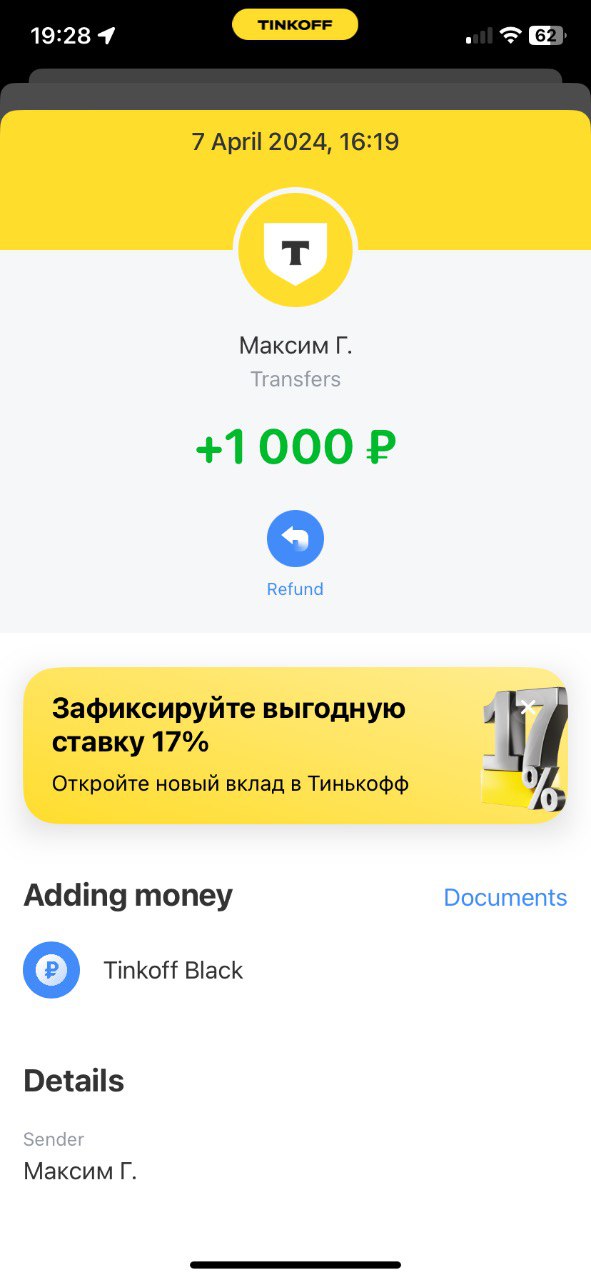 19:28
TINKOFF
62
7 April 2024, 16:19
T
Максим Г.
Transfers
+1 000 ₽
Refund
Зафиксируйте выгодную
ставку 17%
Откройте новый вклад в Тинькофф
17
%
Adding money
Documents
₽
Tinkoff Black
Details
Sender
Максим Г.